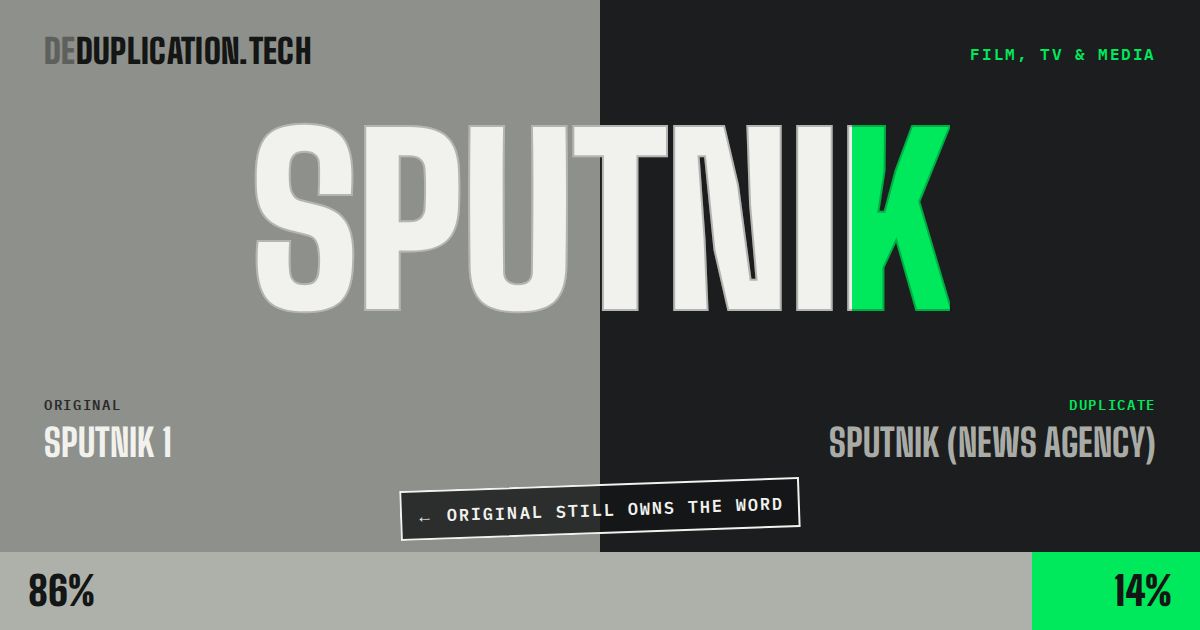 DEDUPLICATION.TECH
FILM, TV & MEDIA
SPUTNIK
ORIGINAL
SPUTNIK 1
DUPLICATE
SPUTNIK (NEWS AGENCY)
← ORIGINAL STILL OWNS THE WORD
86%
14%